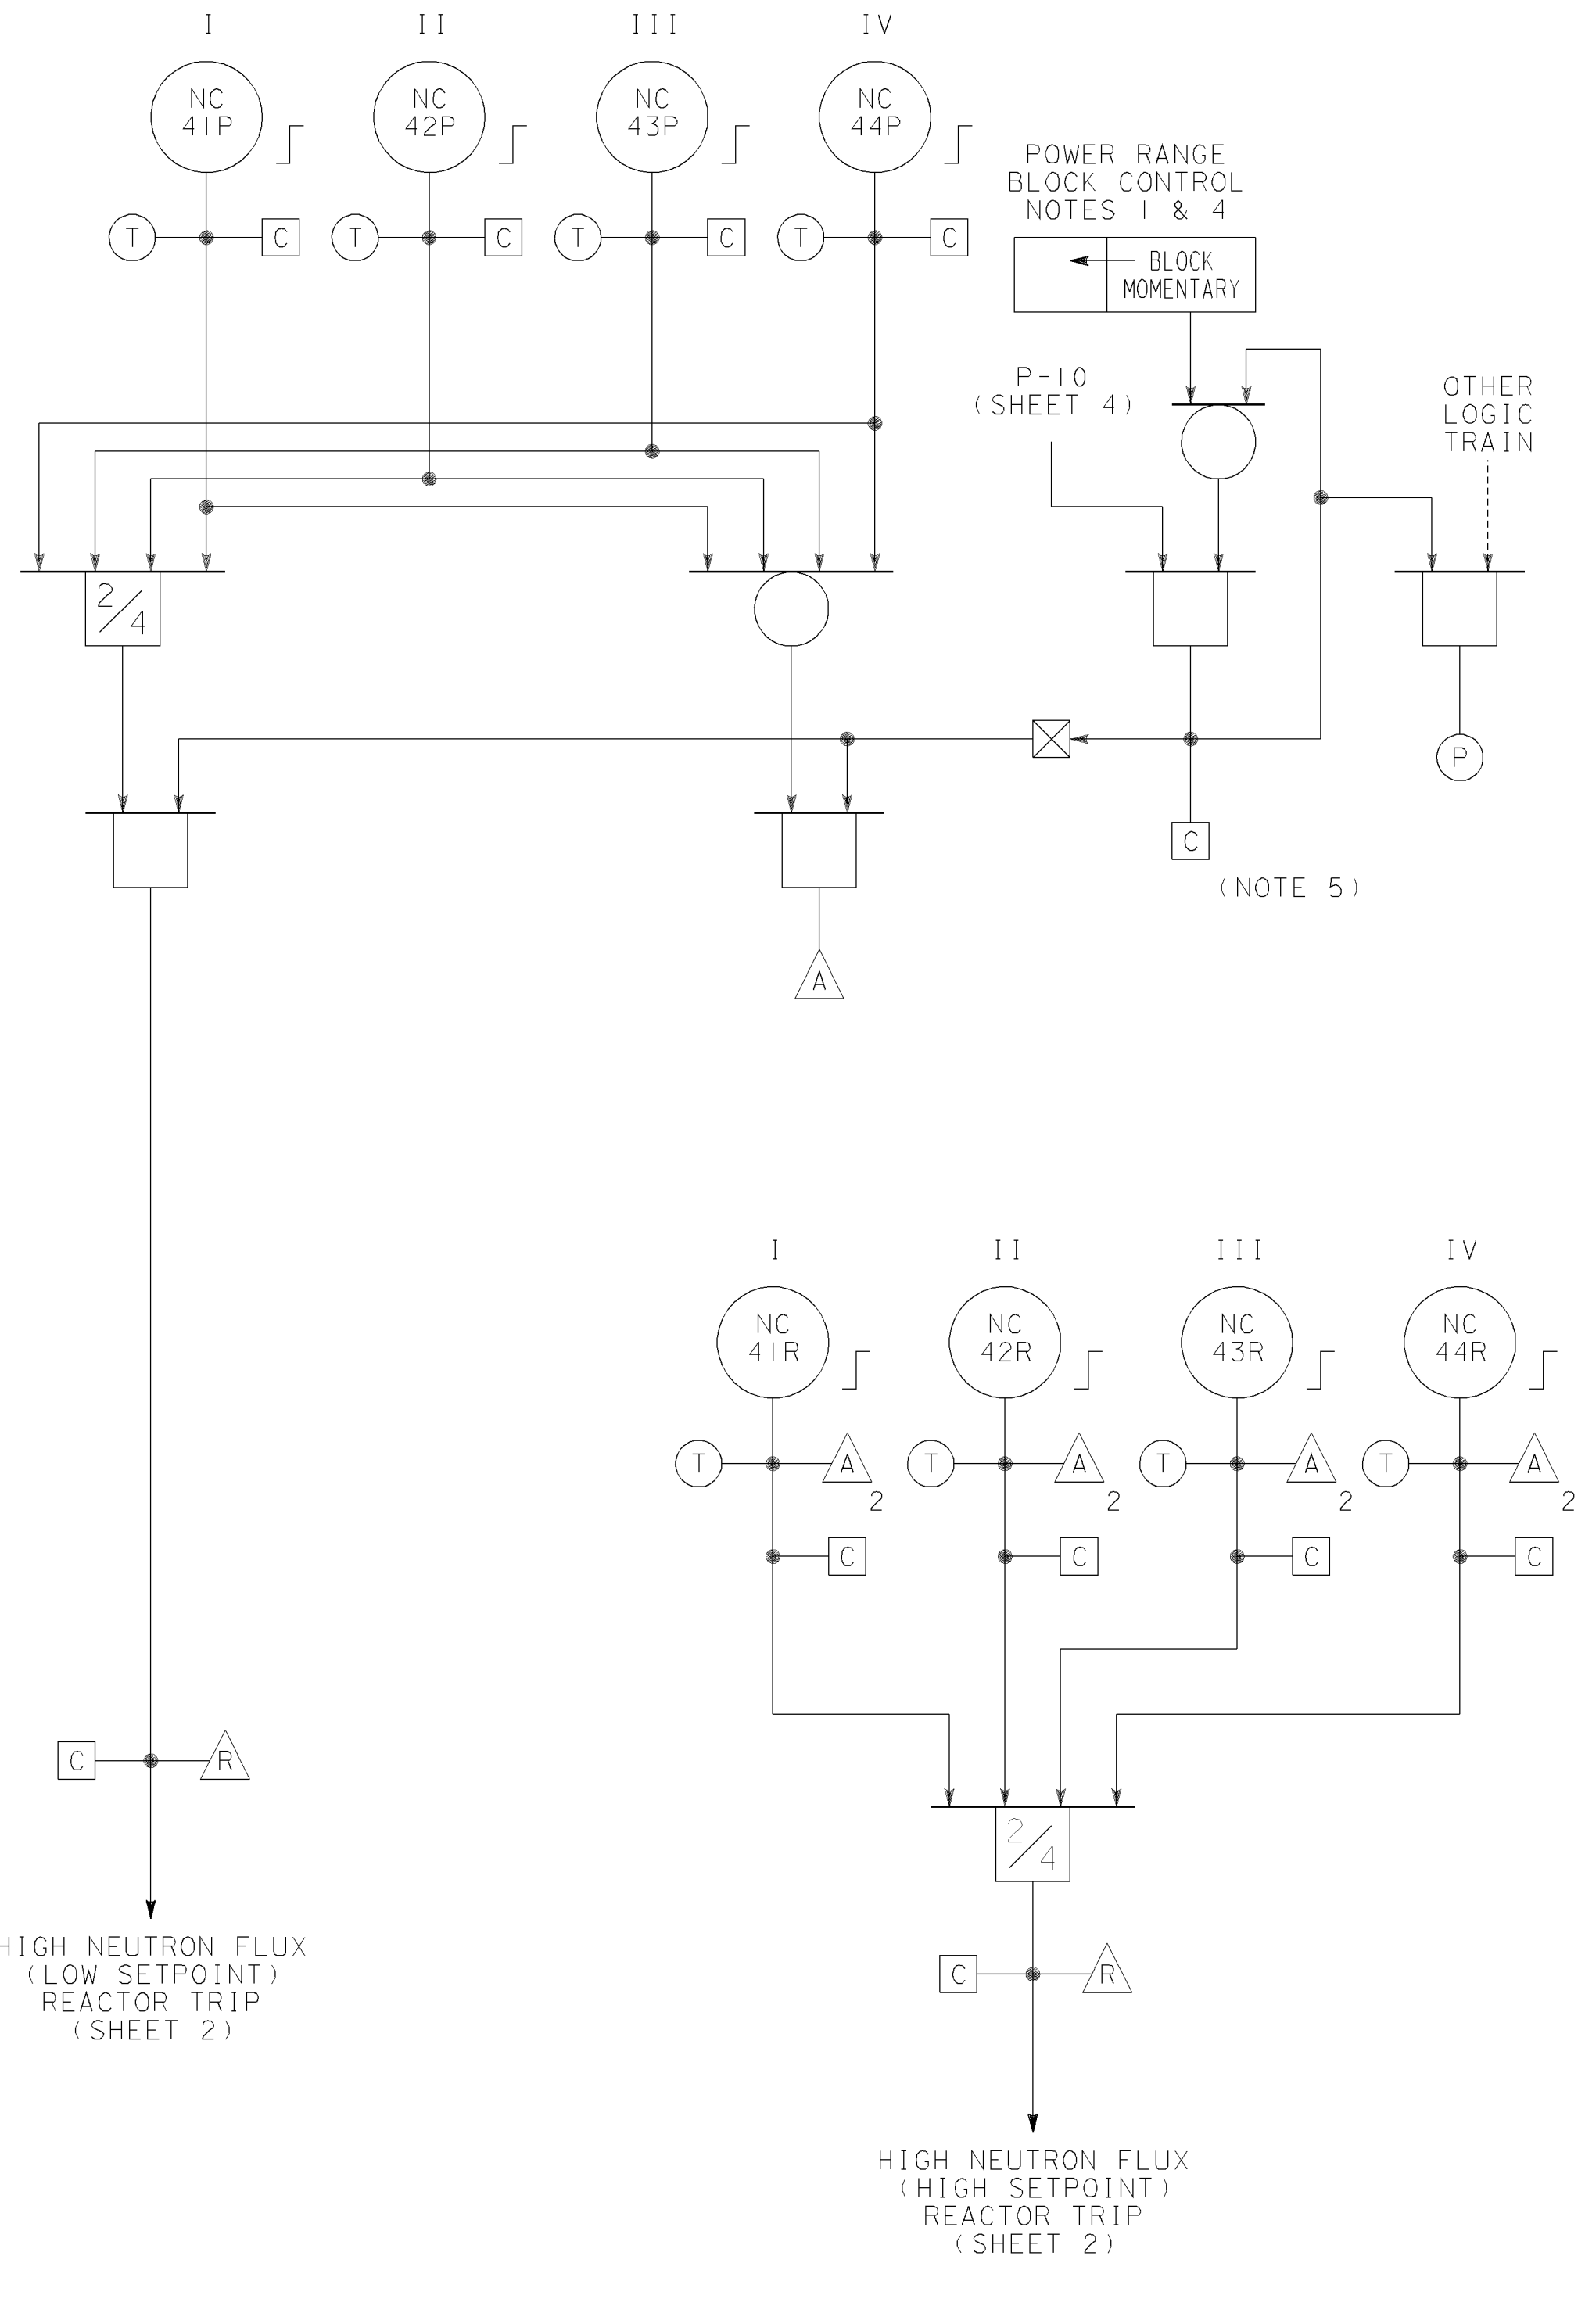 I II III IV
NC
41P
NC
42P
NC
43P
NC
44P
T C T C T C T C
POWER RANGE
BLOCK CONTROL
NOTES 1 & 4
BLOCK
MOMENTARY
P-10
(SHEET 4)
OTHER
LOGIC
TRAIN
2/4
P
C
(NOTE 5)
A
I II III IV
NC
41R
NC
42R
NC
43R
NC
44R
T A T A T A T A
2 2 2 2
C C C C
C R
2/4
HIGH NEUTRON FLUX
(LOW SETPOINT)
REACTOR TRIP
(SHEET 2)
C R
HIGH NEUTRON FLUX
(HIGH SETPOINT)
REACTOR TRIP
(SHEET 2)